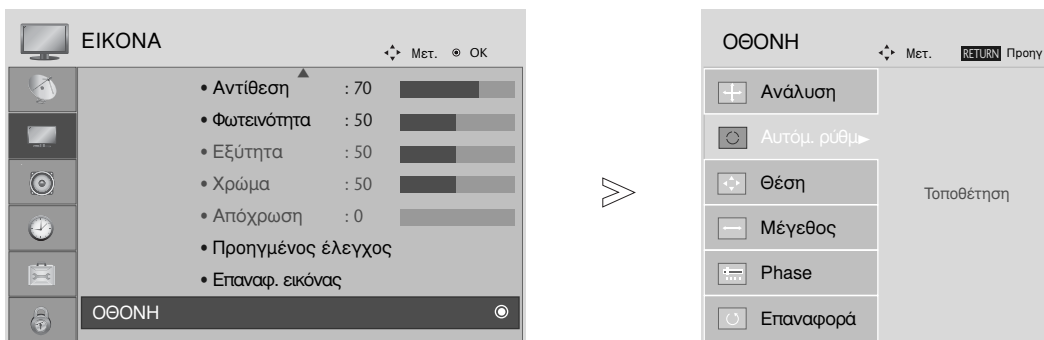 ΕΙΚΟΝΑ
Μετ. OK
• Αντίθεση : 70
• Φωτεινότητα : 50
• Εξύτητα : 50
• Χρώμα : 50
• Απόχρωση : 0
• Προηγμένος έλεγχος
• Επαναφ. εικόνας
ΟΘΟΝΗ
ΟΘΟΝΗ
Μετ. RETURN Προηγ
Ανάλυση
Αυτόμ. ρύθμ►
Θέση
Μέγεθος
Phase
Επαναφορά
Τοποθέτηση